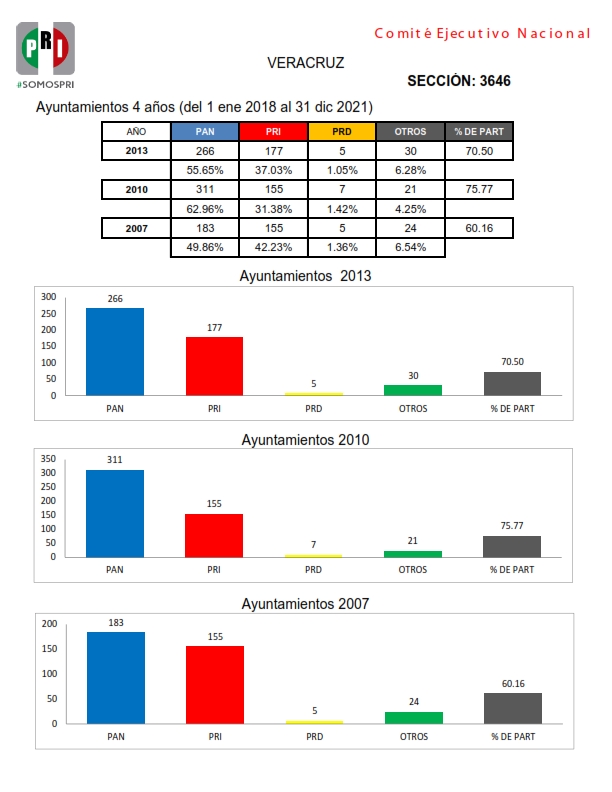 Comité Ejecutivo Nacional
PRI
#SOMOSPRI
VERACRUZ
SECCIÓN: 3646
Ayuntamientos 4 años (del 1 ene 2018 al 31 dic 2021)
AÑO PAN PRI PRD OTROS % DE PART
2013 266 177 5 30 70.50
55.65% 37.03% 1.05% 6.28%
2010 311 155 7 21 75.77
62.96% 31.38% 1.42% 4.25%
2007 183 155 5 24 60.16
49.86% 42.23% 1.36% 6.54%
Ayuntamientos 2013
300
250
200
150
100
50
0
266 177 5 30 70.50
PAN PRI PRD OTROS % DE PART
Ayuntamientos 2010
350
300
250
200
150
100
50
0
311 155 7 21 75.77
PAN PRI PRD OTROS % DE PART
Ayuntamientos 2007
200
150
100
50
0
183 155 5 24 60.16
PAN PRI PRD OTROS % DE PART